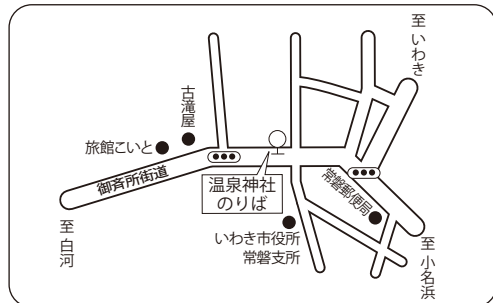 至 いわき
古滝屋
旅館こいと
御斉所街道
温泉神社
のりば
常磐郵便局
至 白河
いわき市役所
常磐支所
至 小名浜